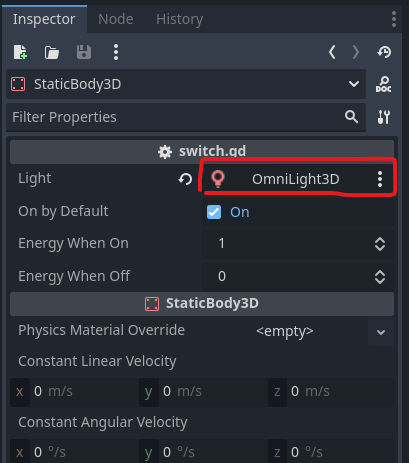 Inspector Node History
StaticBody3D DOC
Filter Properties
switch.gd
Light OmniLight3D
On by Default On
Energy When On 1
Energy When Off 0
StaticBody3D
Physics Material Override <empty>
Constant Linear Velocity
x 0 m/s y 0 m/s z 0 m/s
Constant Angular Velocity
x 0 °/s y 0 °/s z 0 °/s